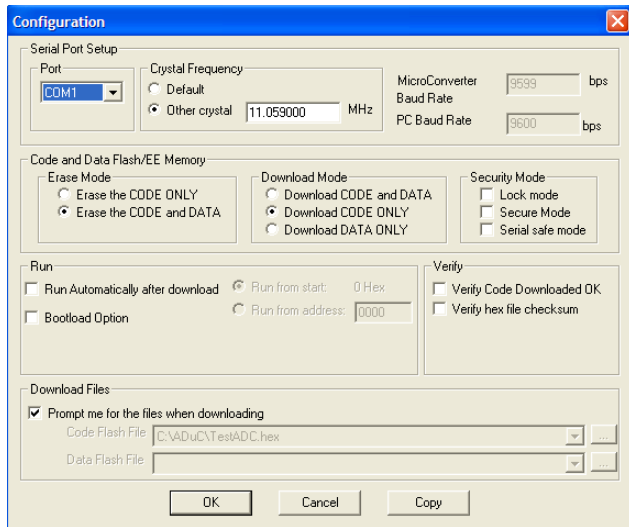 Configuration
Serial Port Setup
Port
COM1
Crystal Frequency
Default
Other crystal 11.059000 MHz
MicroConverter Baud Rate 9599 bps
PC Baud Rate 9600 bps
Code and Data Flash/EE Memory
Erase Mode
Erase the CODE ONLY
Erase the CODE and DATA
Download Mode
Download CODE and DATA
Download CODE ONLY
Download DATA ONLY
Security Mode
Lock mode
Secure Mode
Serial safe mode
Run
Run Automatically after download
Bootload Option
Run from start: 0 Hex
Run from address: 0000
Verify
Verify Code Downloaded OK
Verify hex file checksum
Download Files
Prompt me for the files when downloading
Code Flash File C:\ADuC\TestADC.hex ...
Data Flash File ...
OK Cancel Copy